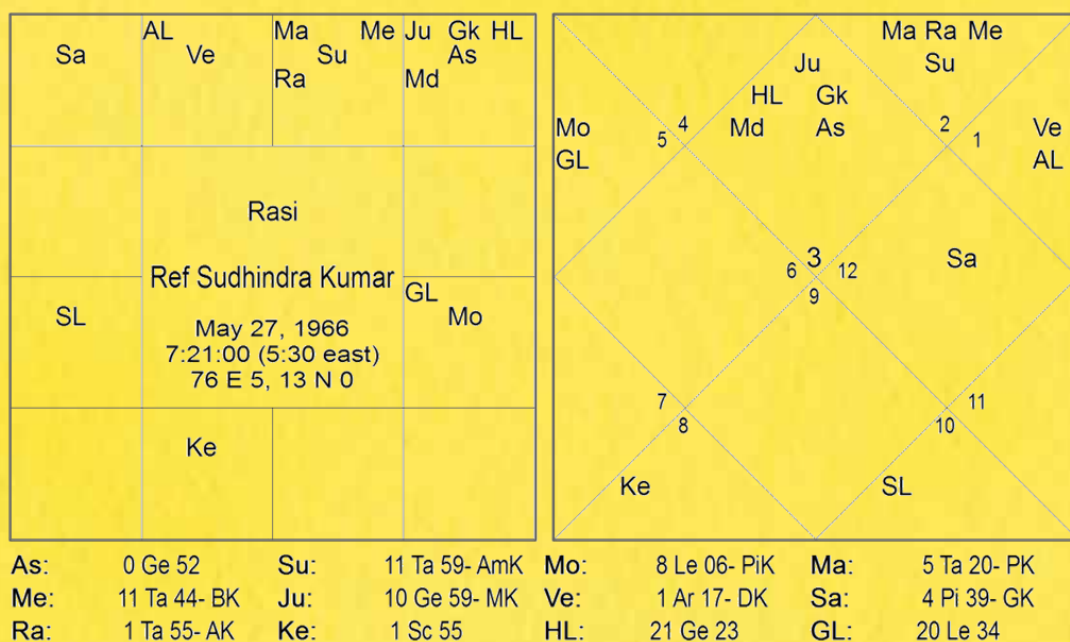 AL Ma Me Ju Gk HL
Sa Ve Su As
Ra Md
Rasi
Ref Sudhindra Kumar
GL
SL Mo
May 27, 1966
7:21:00 (5:30 east)
76 E 5, 13 N 0
Ke
Ma Ra Me
Ju Su
HL Gk
Mo Md As Ve
4 2
5 1
GL AL
3 Sa
6 12
9
7 11
8 10
Ke SL
As: 0 Ge 52 Su: 11 Ta 59- AmK Mo: 8 Le 06- PiK Ma: 5 Ta 20- PK
Me: 11 Ta 44- BK Ju: 10 Ge 59- MK Ve: 1 Ar 17- DK Sa: 4 Pi 39- GK
Ra: 1 Ta 55- AK Ke: 1 Sc 55 HL: 21 Ge 23 GL: 20 Le 34